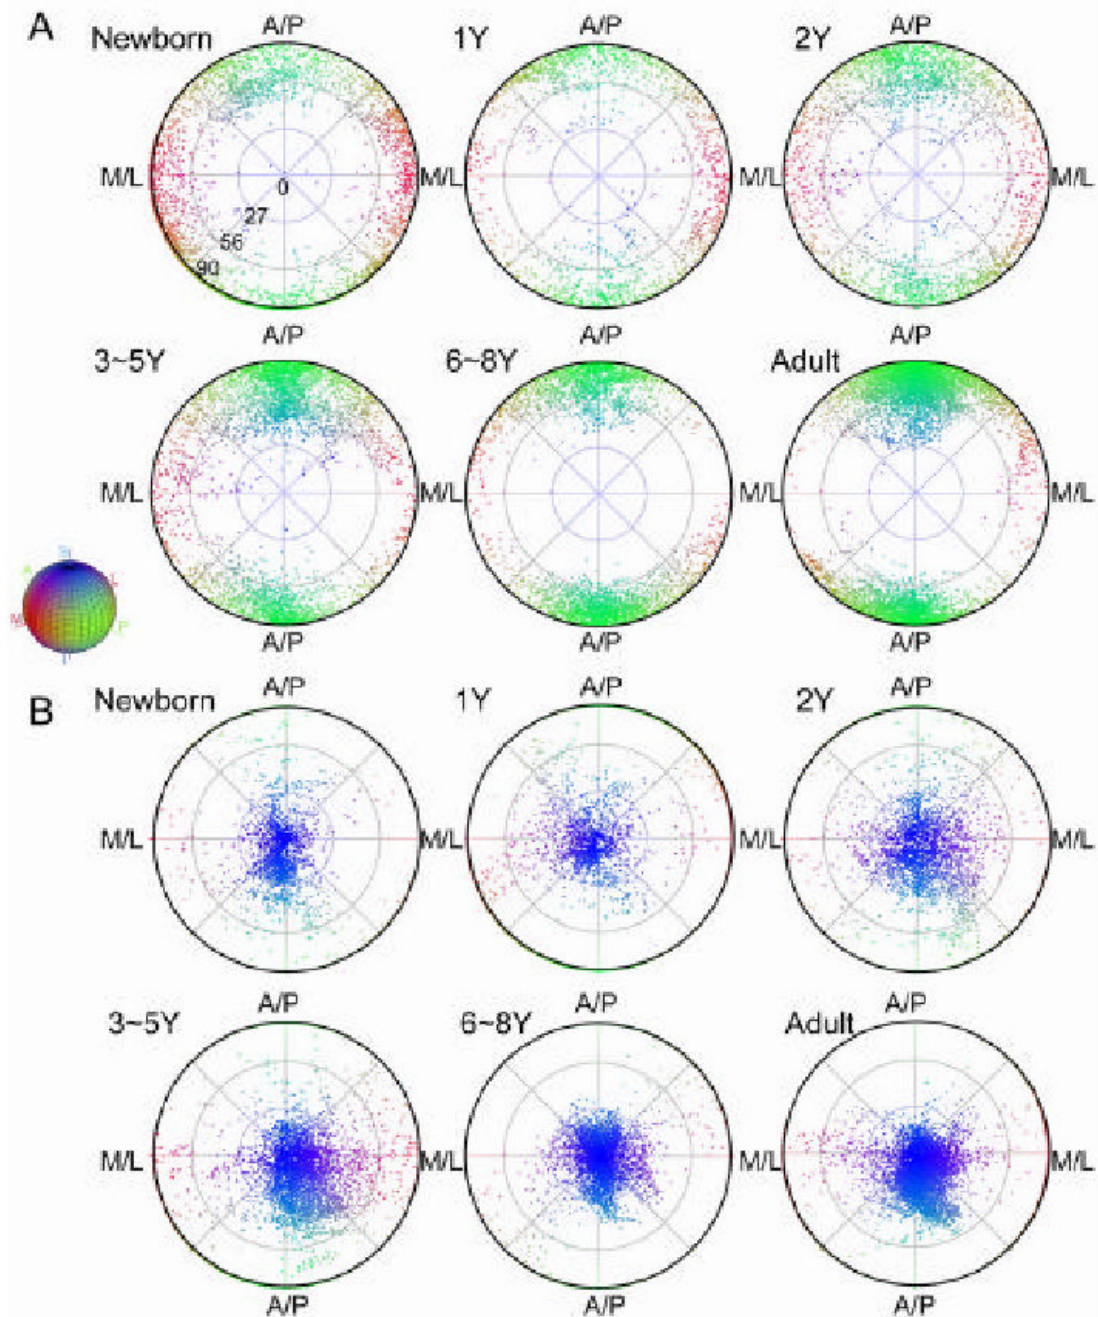 A
Newborn A/P 1Y A/P 2Y A/P
M/L M/L M/L M/L
0
27
56
90
3~5Y A/P 6~8Y A/P Adult A/P
M/L M/L M/L M/L
M L P
A/P A/P A/P
B
Newborn A/P 1Y A/P 2Y A/P
M/L M/L M/L M/L
3~5Y A/P 6~8Y A/P Adult A/P
M/L M/L M/L M/L
A/P A/P A/P